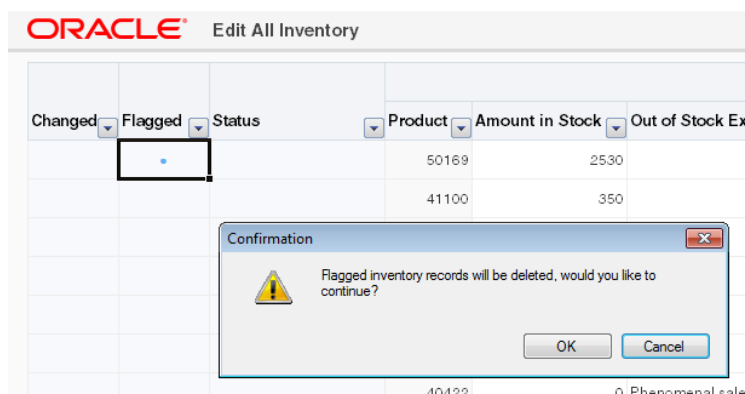 ORACLE® Edit All Inventory
Changed Flagged Status Product Amount in Stock Out of Stock Ex
50169 2530
41100 350
Confirmation
Flagged inventory records will be deleted, would you like to
continue?
OK Cancel
40422 0 Phenomenal sale